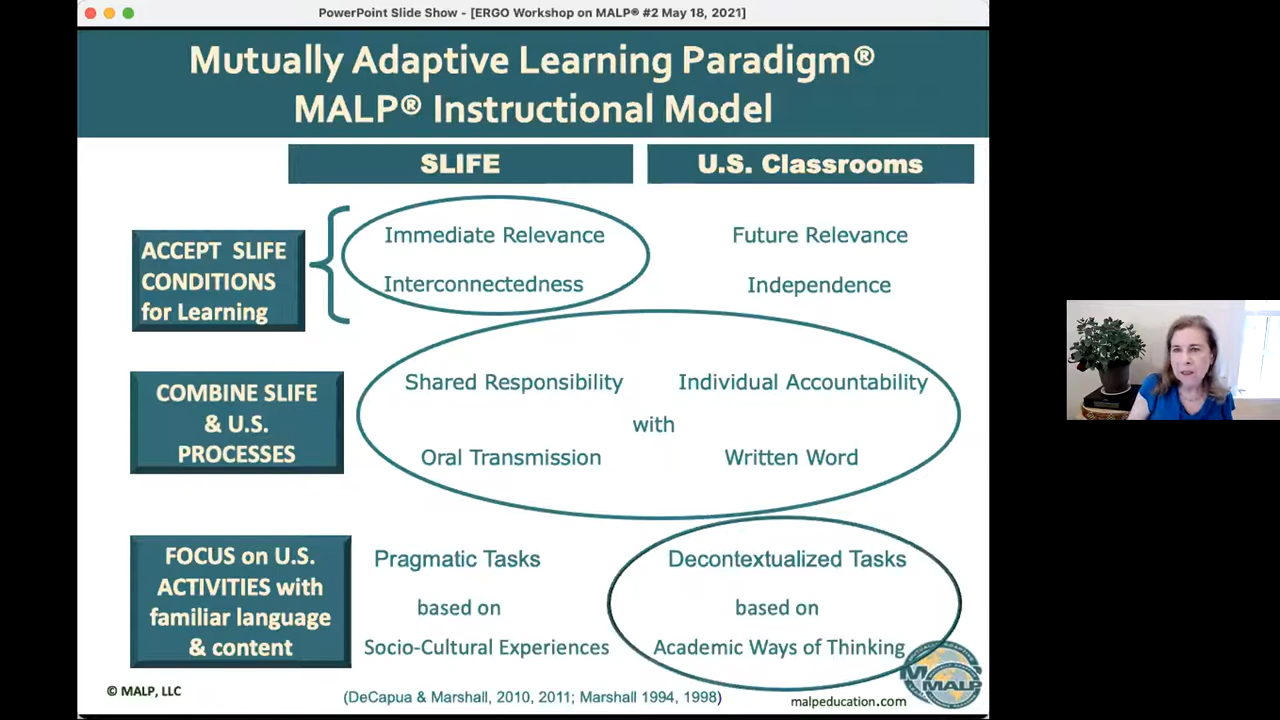 PowerPoint Slide Show - [ERGO Workshop on MALP® #2 May 18, 2021]
Mutually Adaptive Learning Paradigm®
MALP® Instructional Model
SLIFE
U.S. Classrooms
ACCEPT SLIFE
CONDITIONS
for Learning
Immediate Relevance
Future Relevance
Interconnectedness
Independence
COMBINE SLIFE
& U.S.
PROCESSES
Shared Responsibility
Individual Accountability
with
Oral Transmission
Written Word
FOCUS on U.S.
ACTIVITIES with
familiar language
& content
Pragmatic Tasks
Decontextualized Tasks
based on
based on
Socio-Cultural Experiences
Academic Ways of Thinking
MALP
© MALP, LLC
(DeCapua & Marshall, 2010, 2011; Marshall 1994, 1998)
malpeducation.com